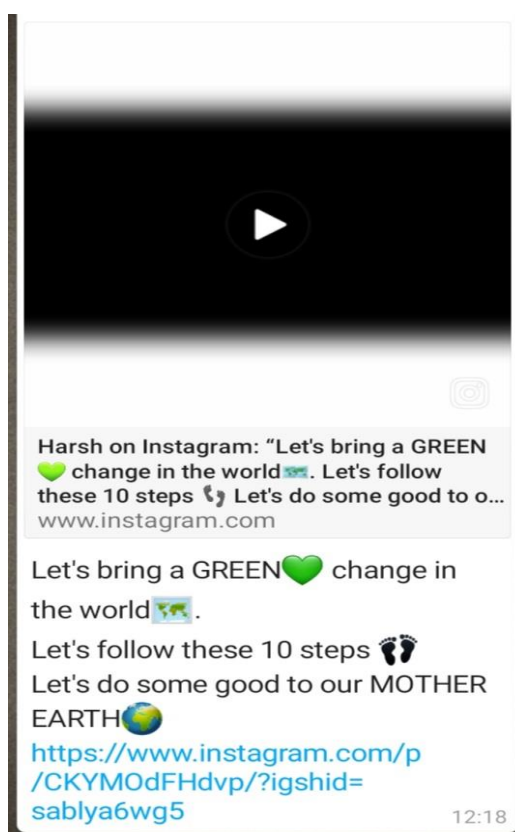 Harsh on Instagram: “Let's bring a GREEN
💚 change in the world🗺️. Let's follow
these 10 steps 👣 Let's do some good to o...
www.instagram.com
Let's bring a GREEN💚 change in
the world🗺️.
Let's follow these 10 steps 👣
Let's do some good to our MOTHER
EARTH🌍
https://www.instagram.com/p
/CKYMOdFHdvp/?igshid=
sablya6wg5
12:18